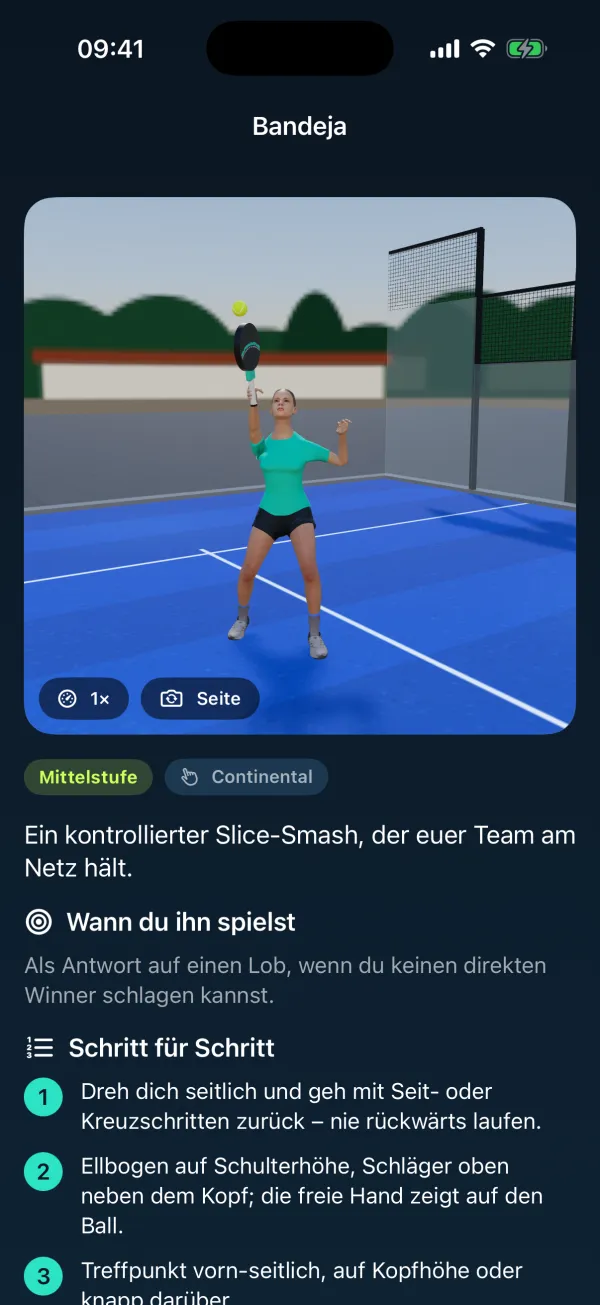 09:41
Bandeja
1×
Seite
Mittelstufe
Continental
Ein kontrollierter Slice-Smash, der euer Team am
Netz hält.
Wann du ihn spielst
Als Antwort auf einen Lob, wenn du keinen direkten
Winner schlagen kannst.
Schritt für Schritt
1
Dreh dich seitlich und geh mit Seit- oder
Kreuzschritten zurück – nie rückwärts laufen.
2
Ellbogen auf Schulterhöhe, Schläger oben
neben dem Kopf; die freie Hand zeigt auf den
Ball.
3
Treffpunkt vorn-seitlich, auf Kopfhöhe oder
knapp darüber